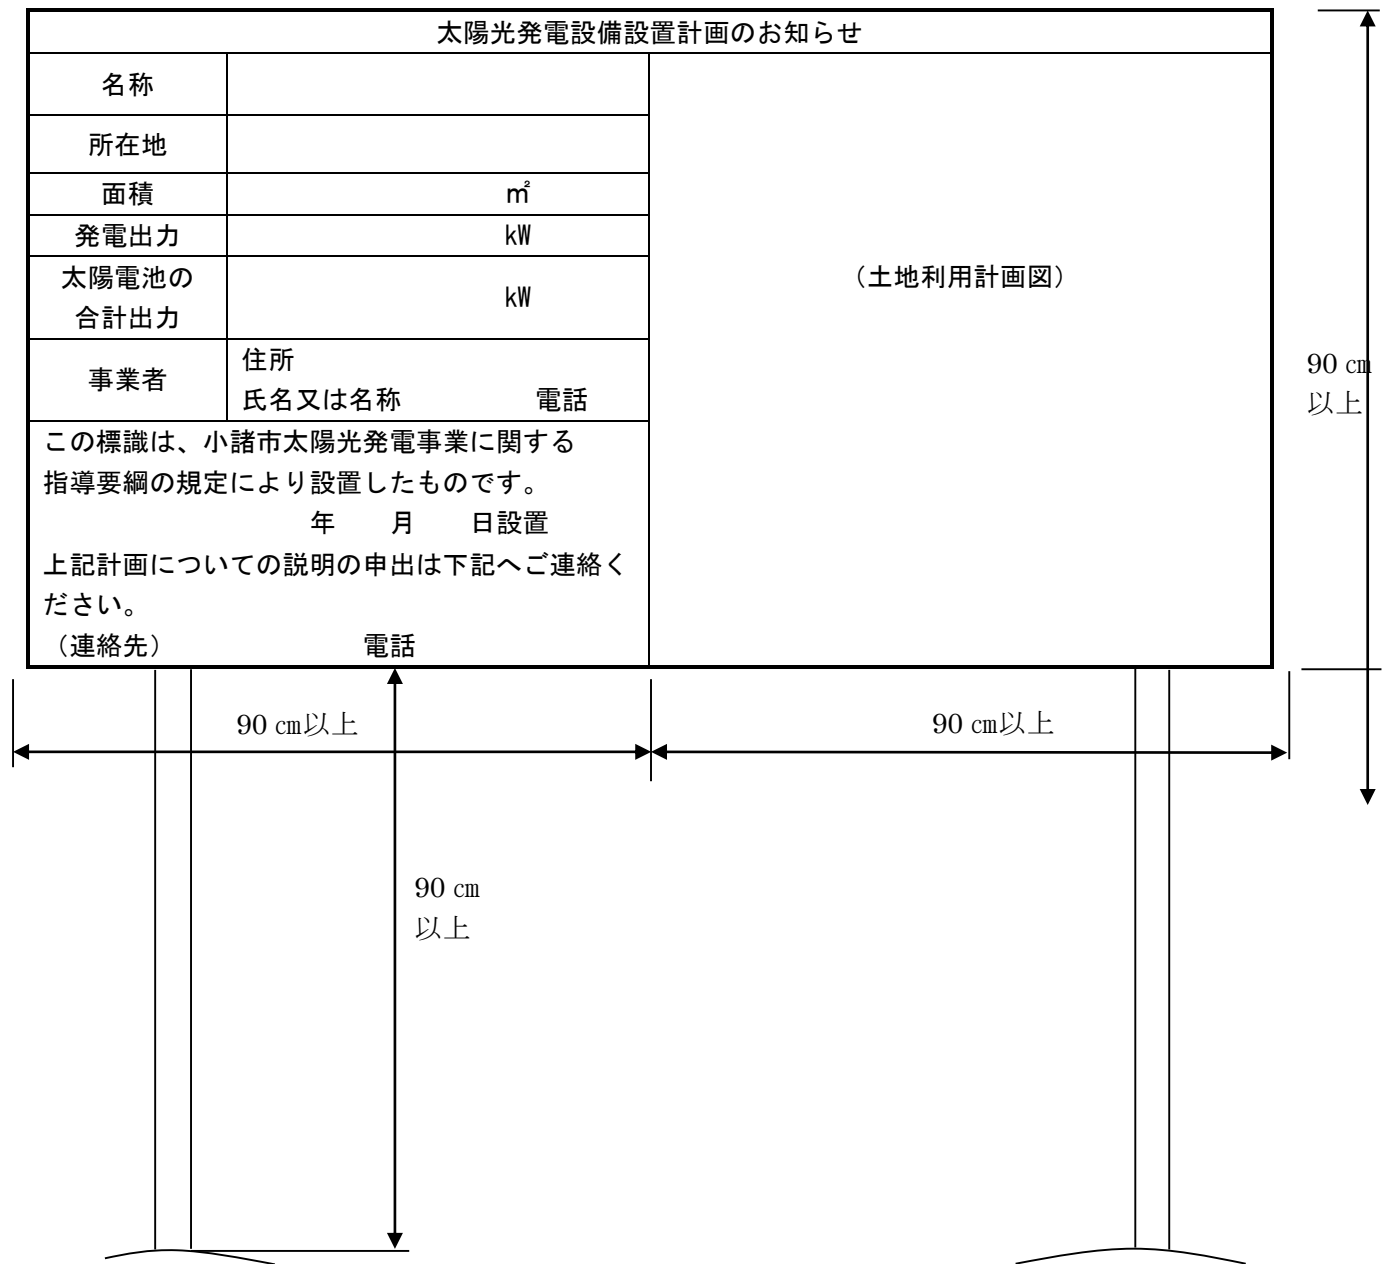 太陽光発電設備設置計画のお知らせ
名称
所在地
面積 ㎡
発電出力 kW
太陽電池の
合計出力
kW
事業者
住所
氏名又は名称 電話
この標識は、小諸市太陽光発電事業に関する
指導要綱の規定により設置したものです。
年 月 日設置
上記計画についての説明の申出は下記へご連絡く
ださい。
（連絡先） 電話
（土地利用計画図）
90 ㎝
以上
90 ㎝以上
90 ㎝以上
90 ㎝
以上